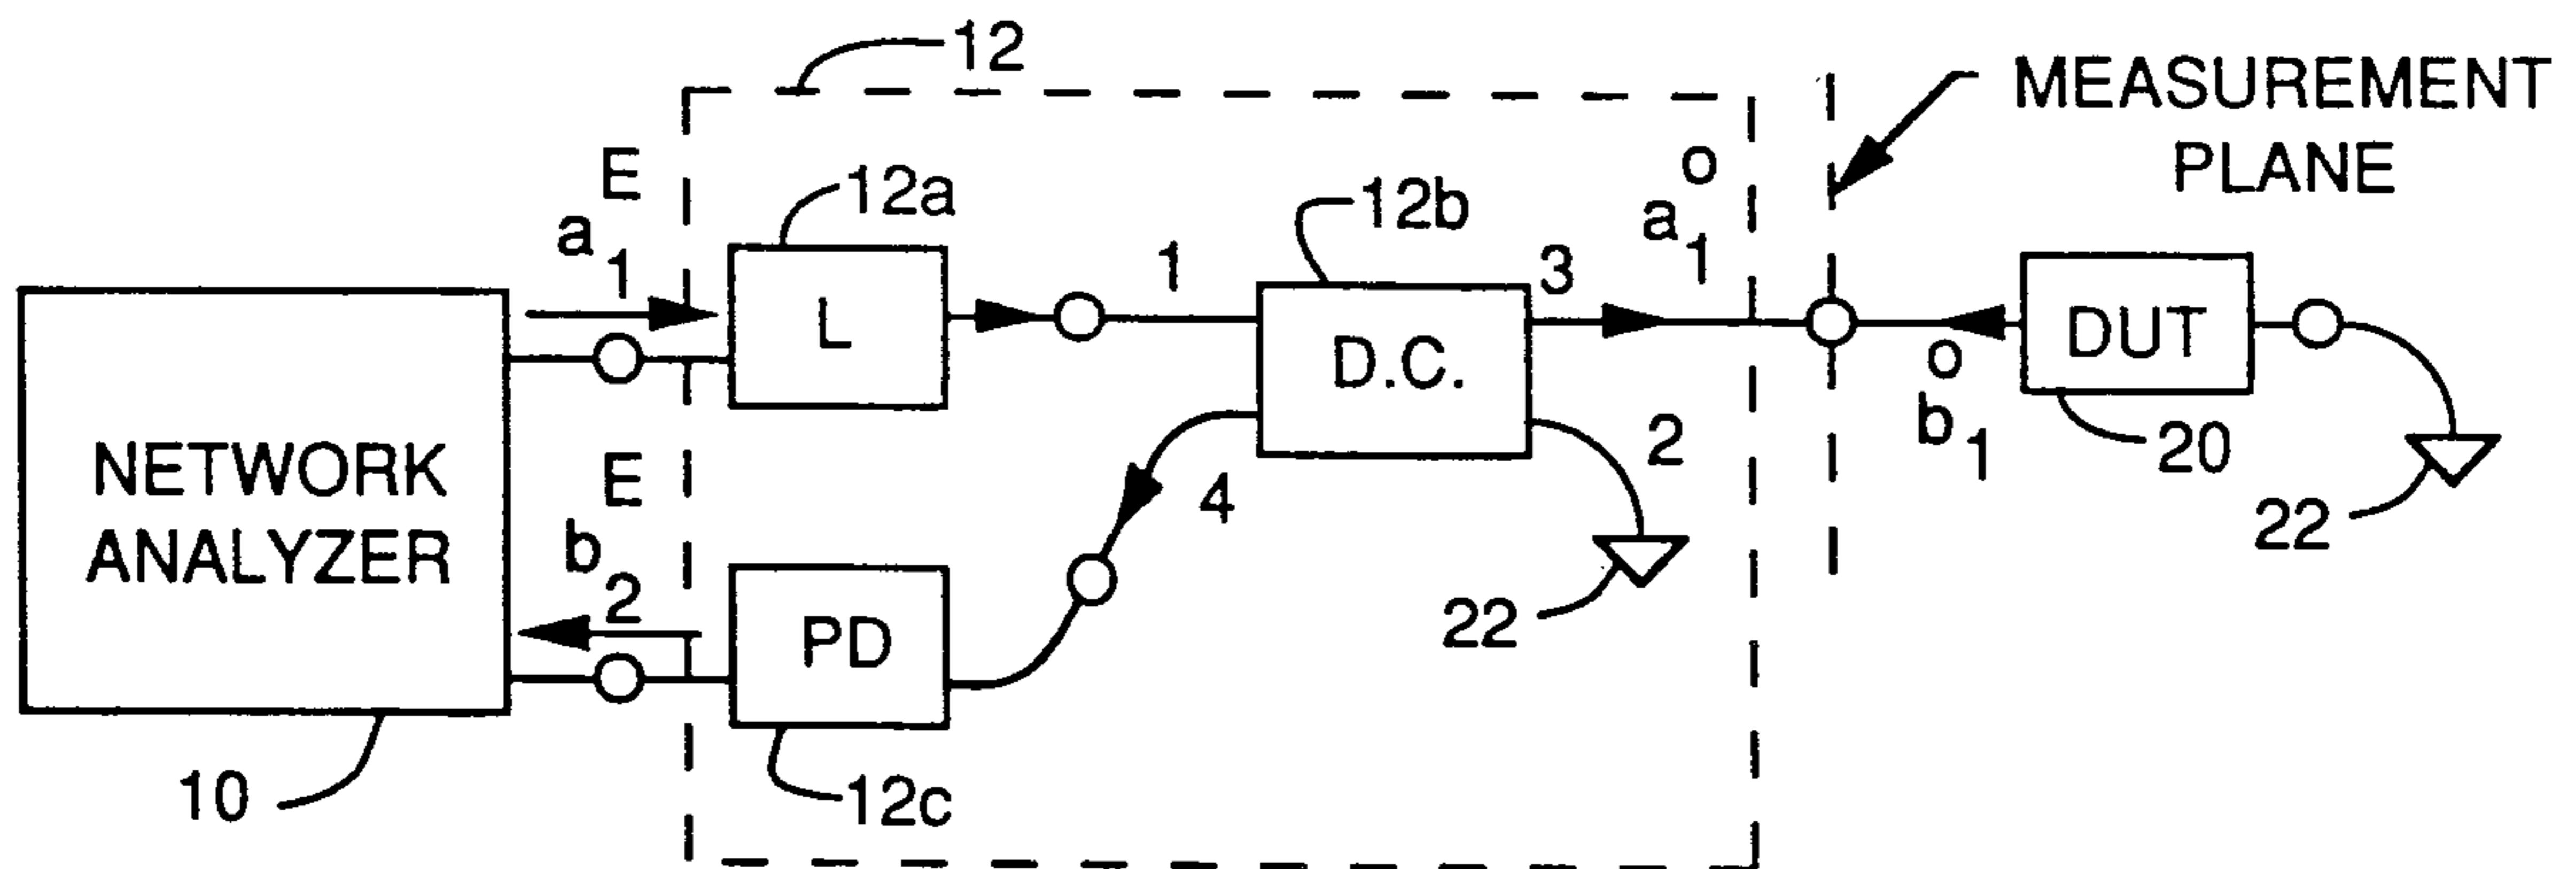 12
MEASUREMENT
PLANE
E
a 1
12a
L
1
12b
D.C.
3
o
a 1
DUT
o
b 1
20
22
NETWORK
ANALYZER
10
E
b 2
PD
12c
4
2
22